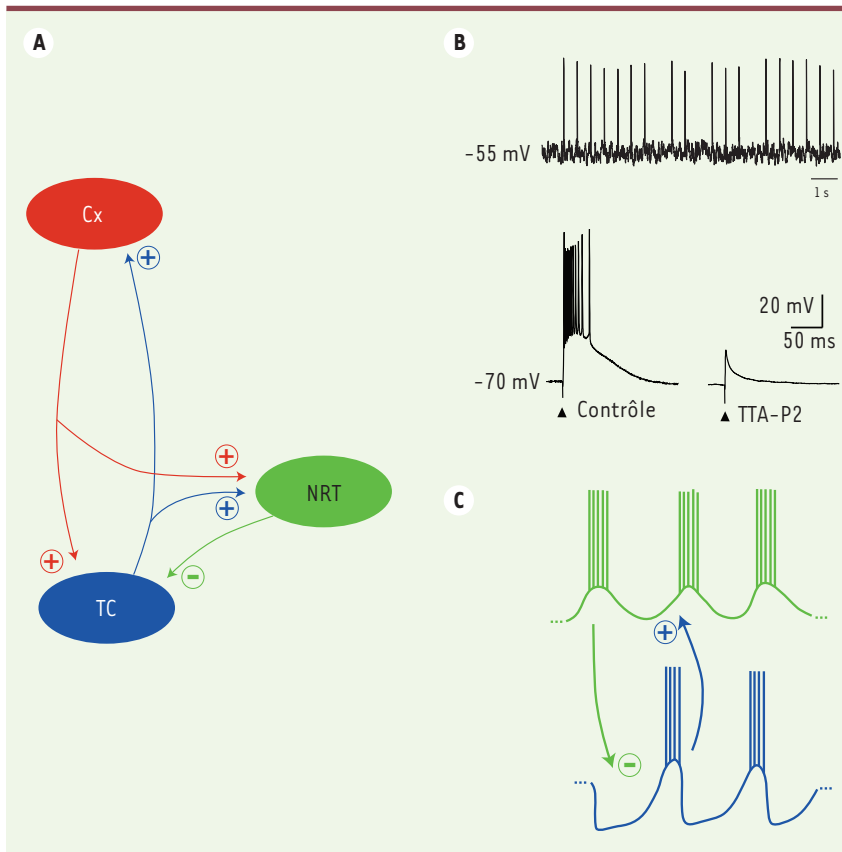 A
Cx
+
+
+
NRT
+
−
TC
B
−55 mV
1 s
20 mV
50 ms
−70 mV
▲ Contrôle
▲ TTA-P2
C
...
...
+
−
...
...